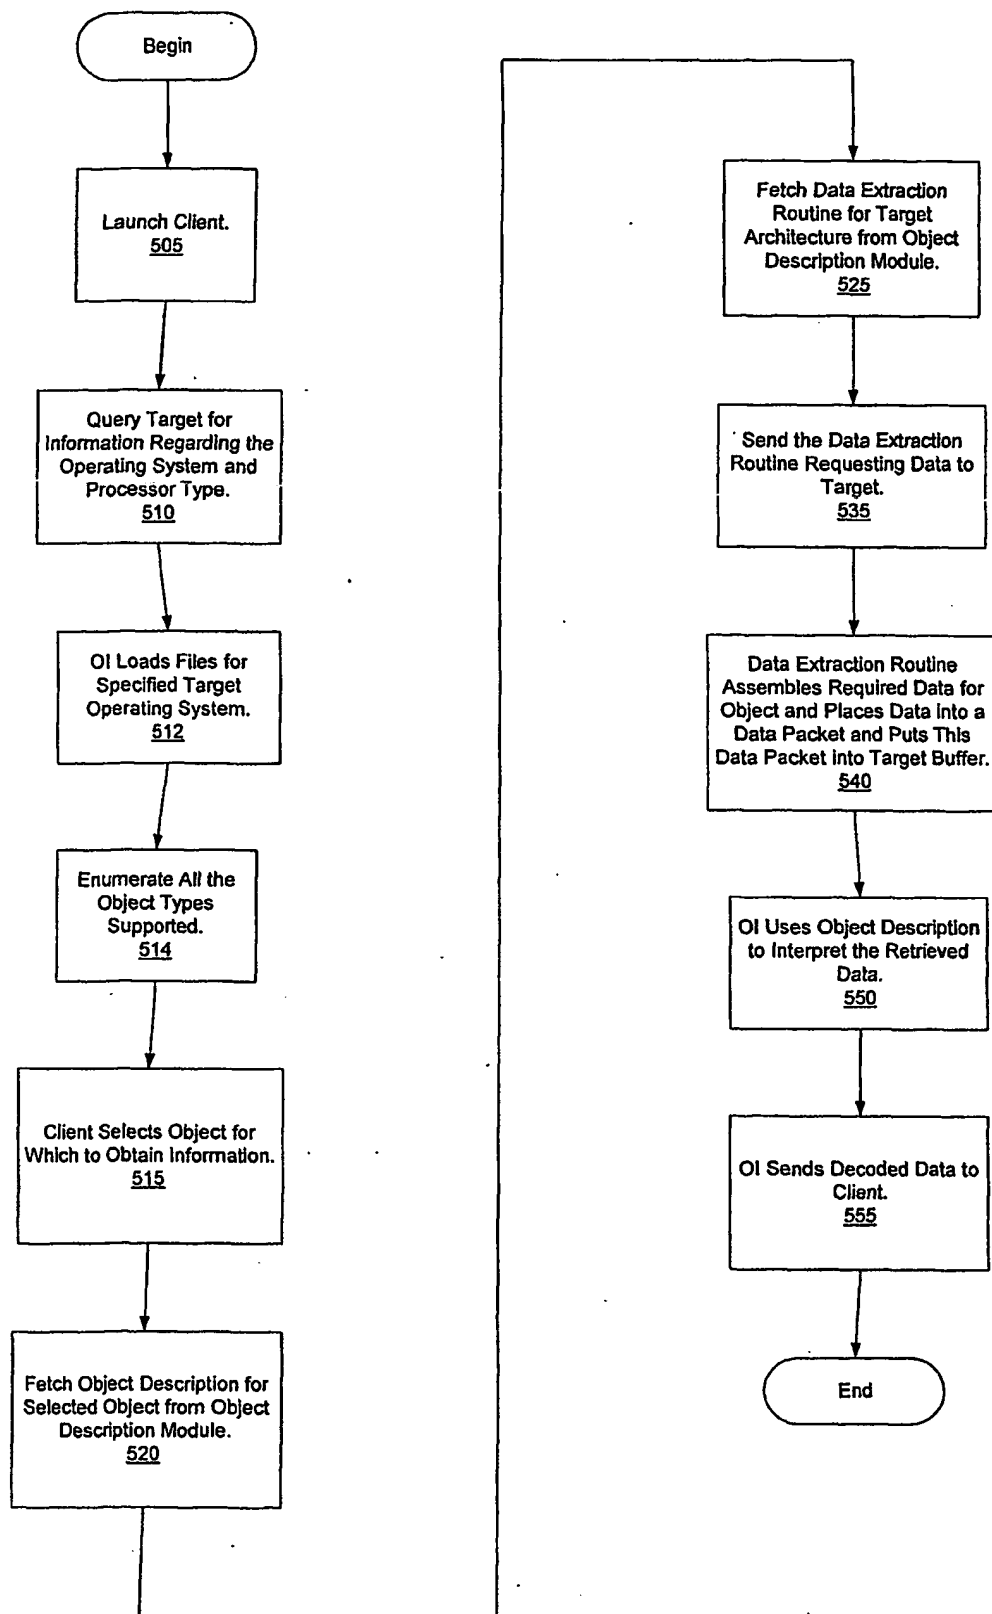 Begin
Launch Client.
505
Query Target for
Information Regarding the
Operating System and
Processor Type.
510
OI Loads Files for
Specified Target
Operating System.
512
Enumerate All the
Object Types
Supported.
514
Client Selects Object for
Which to Obtain Information.
515
Fetch Object Description for
Selected Object from Object
Description Module.
520
Fetch Data Extraction
Routine for Target
Architecture from Object
Description Module.
525
Send the Data Extraction
Routine Requesting Data to
Target.
535
Data Extraction Routine
Assembles Required Data for
Object and Places Data into a
Data Packet and Puts This
Data Packet into Target Buffer.
540
OI Uses Object Description
to Interpret the Retrieved
Data.
550
OI Sends Decoded Data to
Client.
555
End